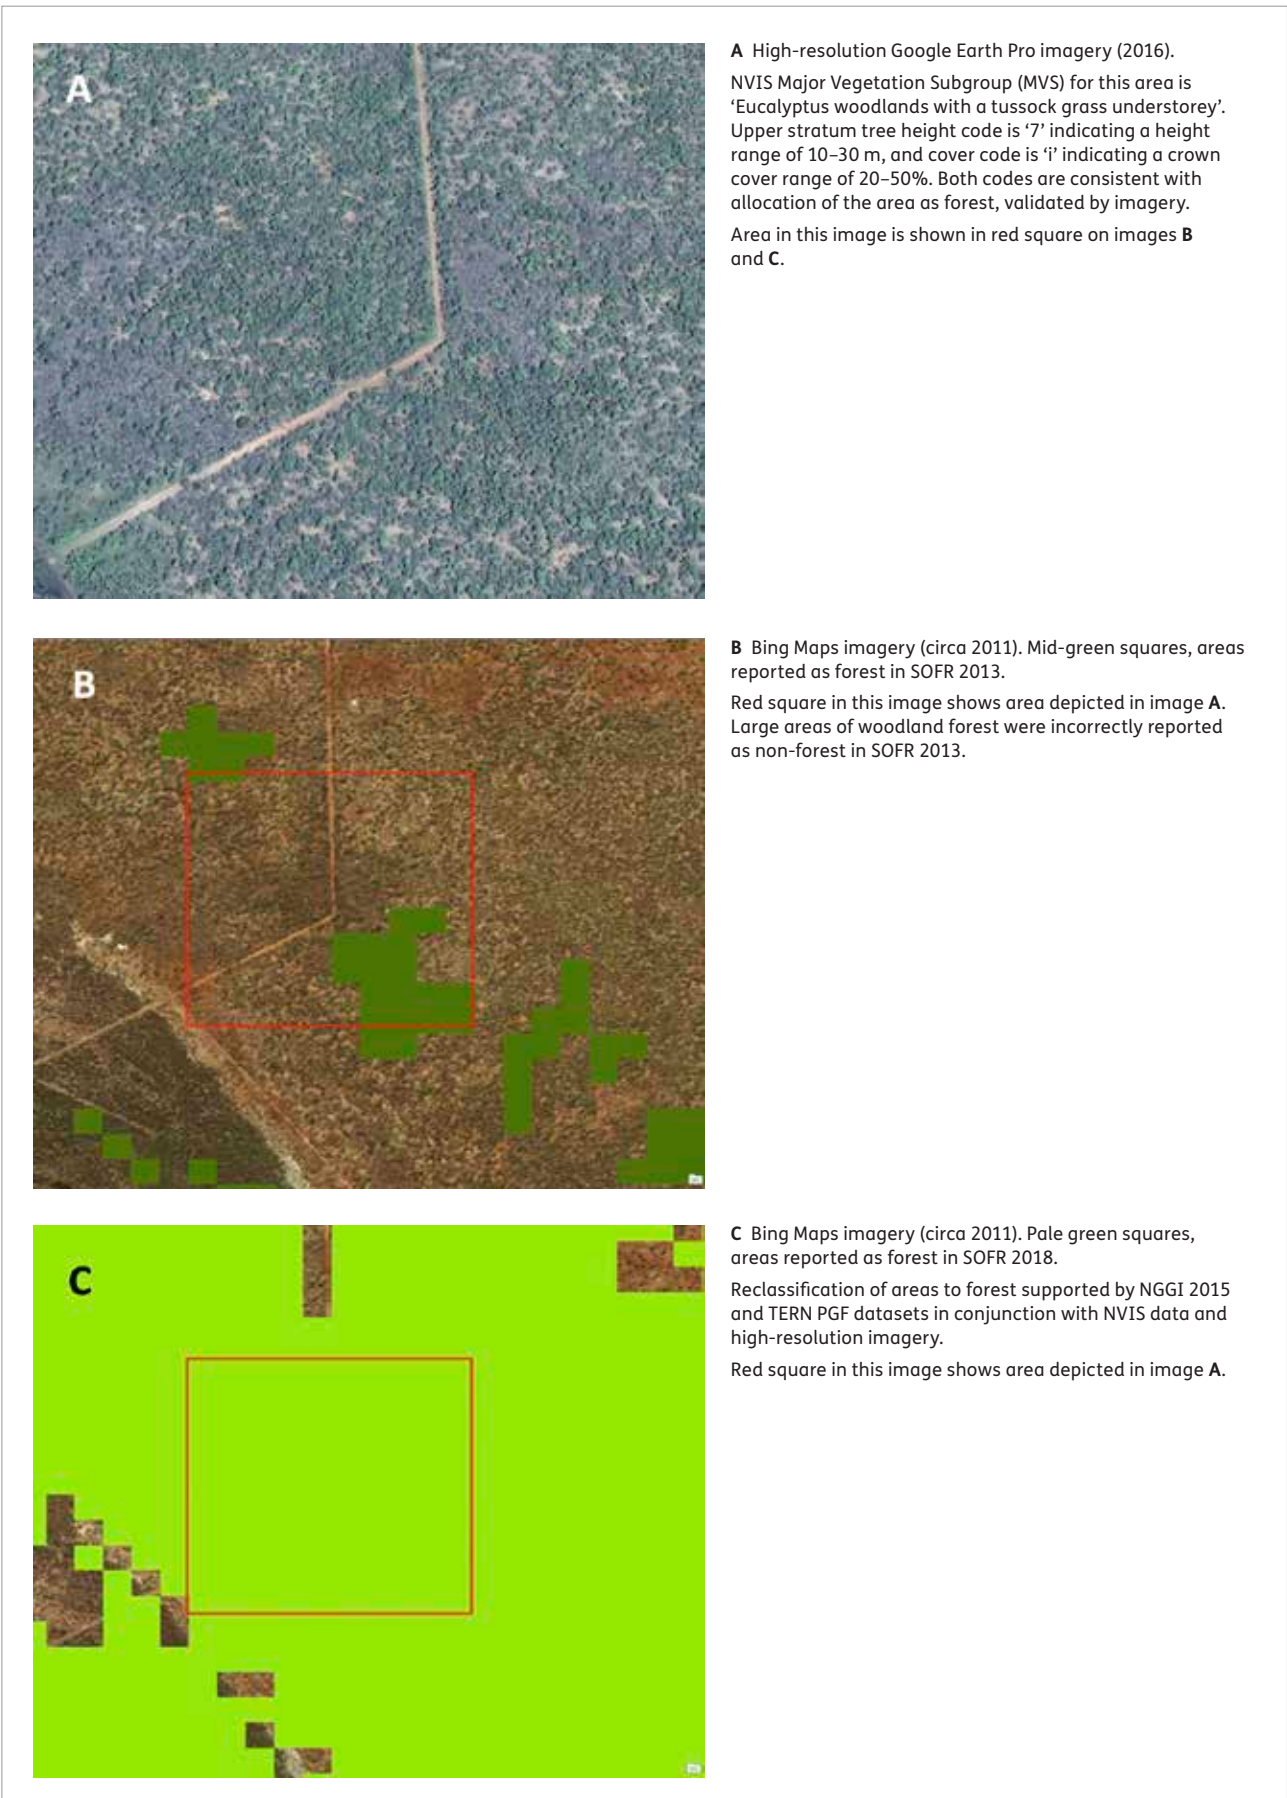 A
A High-resolution Google Earth Pro imagery (2016).
NVIS Major Vegetation Subgroup (MVS) for this area is
‘Eucalyptus woodlands with a tussock grass understorey’.
Upper stratum tree height code is ‘7’ indicating a height
range of 10–30 m, and cover code is ‘i’ indicating a crown
cover range of 20–50%. Both codes are consistent with
allocation of the area as forest, validated by imagery.
Area in this image is shown in red square on images B
and C.
B
B Bing Maps imagery (circa 2011). Mid-green squares, areas
reported as forest in SOFR 2013.
Red square in this image shows area depicted in image A.
Large areas of woodland forest were incorrectly reported
as non-forest in SOFR 2013.
C
C Bing Maps imagery (circa 2011). Pale green squares,
areas reported as forest in SOFR 2018.
Reclassification of areas to forest supported by NGGI 2015
and TERN PGF datasets in conjunction with NVIS data and
high-resolution imagery.
Red square in this image shows area depicted in image A.